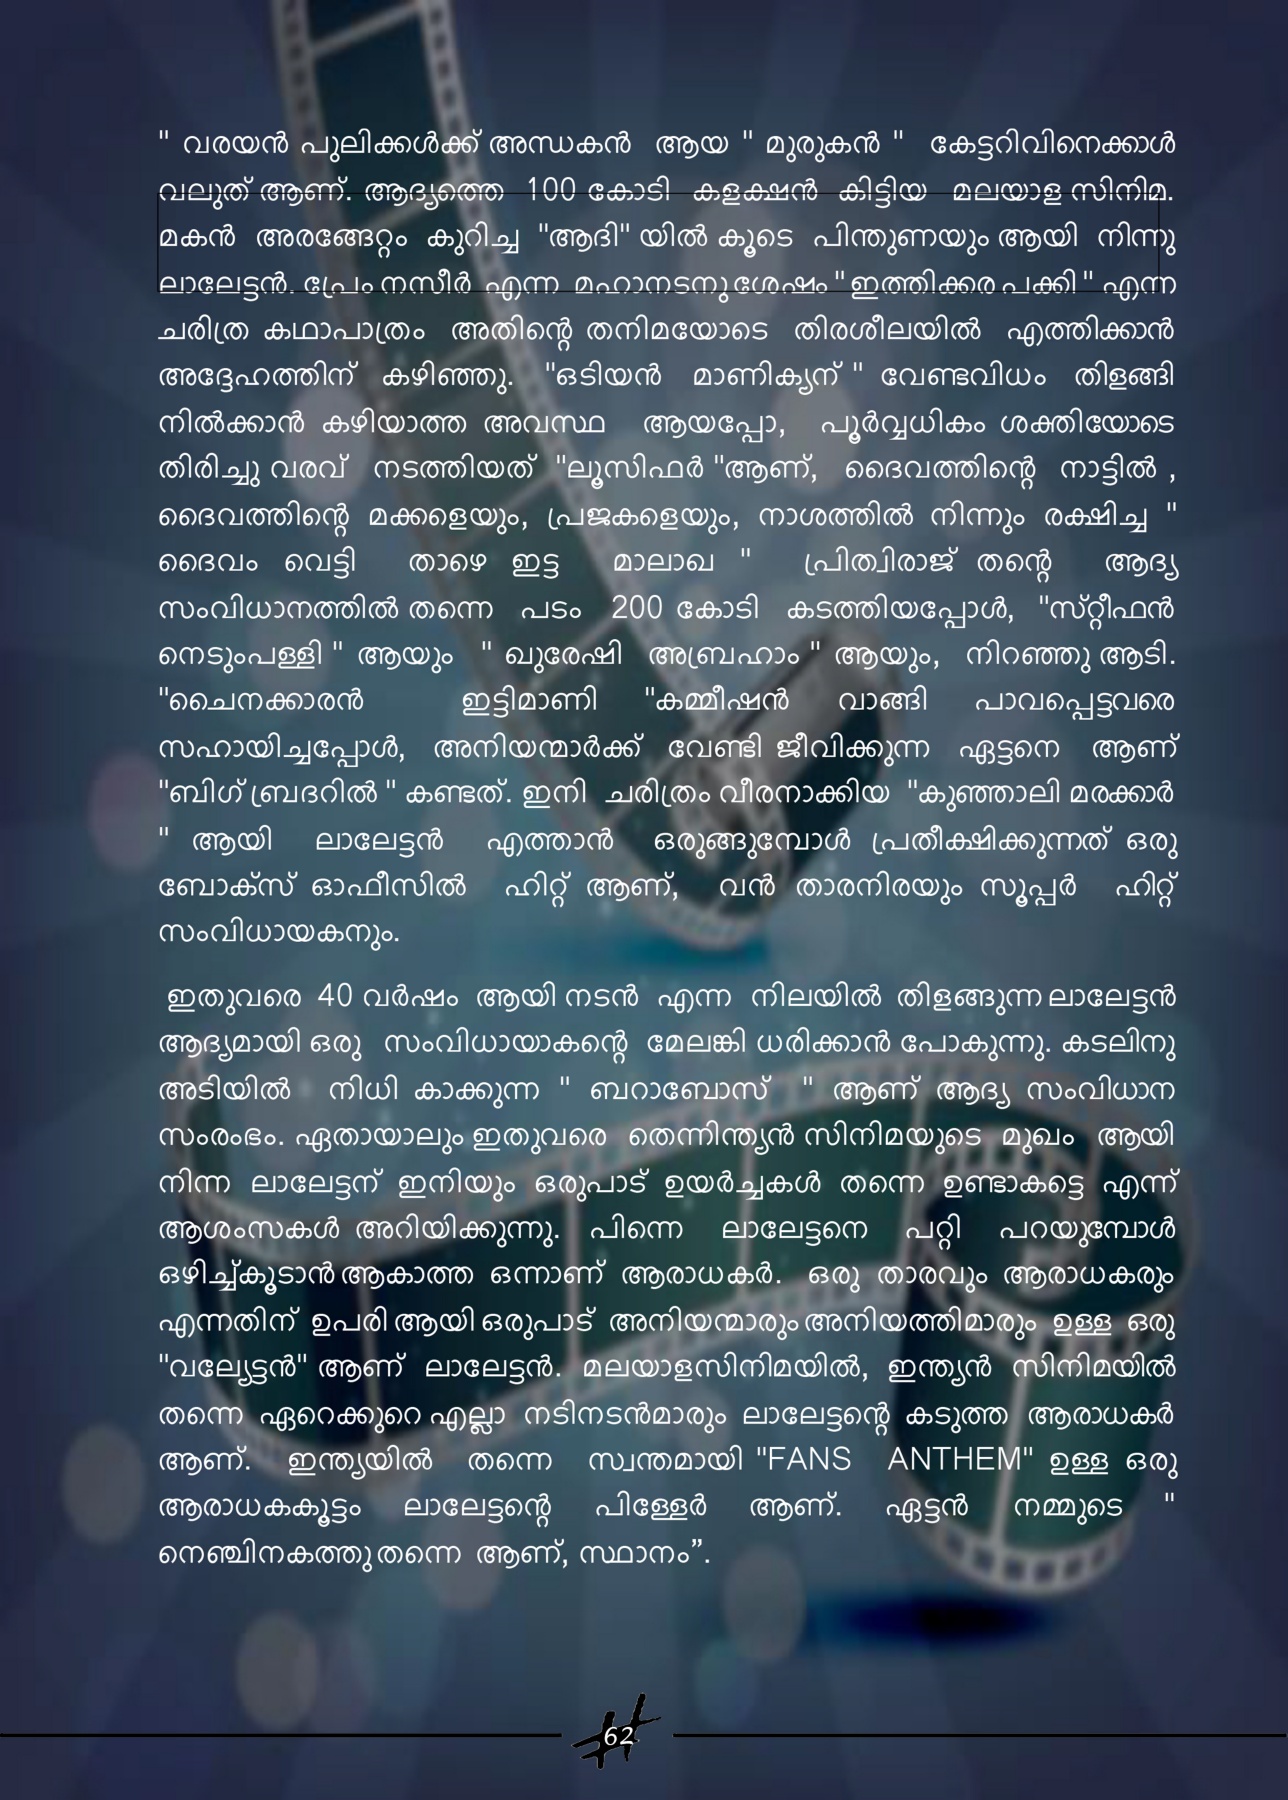 " വരയൻ പുലിക്കൾക്ക് അന്ധകൻ ആയ " മുരുകൻ " കേട്ടറിവിനെക്കാൾ
വലുത് ആണ്. ആദ്യത്തെ 100 കോടി കളക്ഷൻ കിട്ടിയ മലയാള സിനിമ.
മകൻ അരങ്ങേറ്റം കുറിച്ച "ആദി" യിൽ കൂടെ പിന്തുണയും ആയി നിന്നു
ലാലേട്ടൻ. പ്രേം നസീർ എന്ന മഹാനടനു ശേഷം " ഇത്തിക്കര പക്കി " എന്ന
ചരിത്ര കഥാപാത്രം അതിന്റെ തനിമയോടെ തിരശീലയിൽ എത്തിക്കാൻ
അദ്ദേഹത്തിന് കഴിഞ്ഞു. "ഒടിയൻ മാണിക്യന് " വേണ്ടവിധം തിളങ്ങി
നിൽക്കാൻ കഴിയാത്ത അവസ്ഥ ആയപ്പോ, പൂർവ്വധികം ശക്തിയോടെ
തിരിച്ചു വരവ് നടത്തിയത് "ലൂസിഫർ "ആണ്, ദൈവത്തിന്റെ നാട്ടിൽ ,
ദൈവത്തിന്റെ മക്കളെയും, പ്രജകളെയും, നാശത്തിൽ നിന്നും രക്ഷിച്ച "
ദൈവം വെട്ടി താഴെ ഇട്ട മാലാഖ " പ്രിത്വിരാജ് തന്റെ ആദ്യ
സംവിധാനത്തിൽ തന്നെ പടം 200 കോടി കടത്തിയപ്പോൾ, "സ്റ്റീഫൻ
നെടുംപള്ളി " ആയും " ഖുരേഷി അബ്രഹാം " ആയും, നിറഞ്ഞു ആടി.
"ചൈനക്കാരൻ ഇട്ടിമാണി "കമ്മീഷൻ വാങ്ങി പാവപ്പെട്ടവരെ
സഹായിച്ചപ്പോൾ, അനിയന്മാർക്ക് വേണ്ടി ജീവിക്കുന്ന ഏട്ടനെ ആണ്
"ബിഗ് ബ്രദറിൽ " കണ്ടത്. ഇനി ചരിത്രം വീരനാക്കിയ "കുഞ്ഞാലി മരക്കാർ
" ആയി ലാലേട്ടൻ എത്താൻ ഒരുങ്ങുമ്പോൾ പ്രതീക്ഷിക്കുന്നത് ഒരു
ബോക്സ് ഓഫീസിൽ ഹിറ്റ് ആണ്, വൻ താരനിരയും സൂപ്പർ ഹിറ്റ്
സംവിധായകനും.
ഇതുവരെ 40 വർഷം ആയി നടൻ എന്ന നിലയിൽ തിളങ്ങുന്ന ലാലേട്ടൻ
ആദ്യമായി ഒരു സംവിധായാകന്റെ മേലങ്കി ധരിക്കാൻ പോകുന്നു. കടലിനു
അടിയിൽ നിധി കാക്കുന്ന " ബറാബോസ് " ആണ് ആദ്യ സംവിധാന
സംരംഭം. ഏതായാലും ഇതുവരെ തെന്നിന്ത്യൻ സിനിമയുടെ മുഖം ആയി
നിന്ന ലാലേട്ടന് ഇനിയും ഒരുപാട് ഉയർച്ചകൾ തന്നെ ഉണ്ടാകട്ടെ എന്ന്
ആശംസകൾ അറിയിക്കുന്നു. പിന്നെ ലാലേട്ടനെ പറ്റി പറയുമ്പോൾ
ഒഴിച്ച്കൂടാൻ ആകാത്ത ഒന്നാണ് ആരാധകർ. ഒരു താരവും ആരാധകരും
എന്നതിന് ഉപരി ആയി ഒരുപാട് അനിയന്മാരും അനിയത്തിമാരും ഉള്ള ഒരു
"വല്യേട്ടൻ" ആണ് ലാലേട്ടൻ. മലയാളസിനിമയിൽ, ഇന്ത്യൻ സിനിമയിൽ
തന്നെ ഏറെക്കുറെ എല്ലാ നടിനടൻമാരും ലാലേട്ടന്റെ കടുത്ത ആരാധകർ
ആണ്. ഇന്ത്യയിൽ തന്നെ സ്വന്തമായി "FANS ANTHEM" ഉള്ള ഒരു
ആരാധകകൂട്ടം ലാലേട്ടന്റെ പിള്ളേർ ആണ്. ഏട്ടൻ നമ്മുടെ "
നെഞ്ചിനകത്തു തന്നെ ആണ്, സ്ഥാനം”.
62